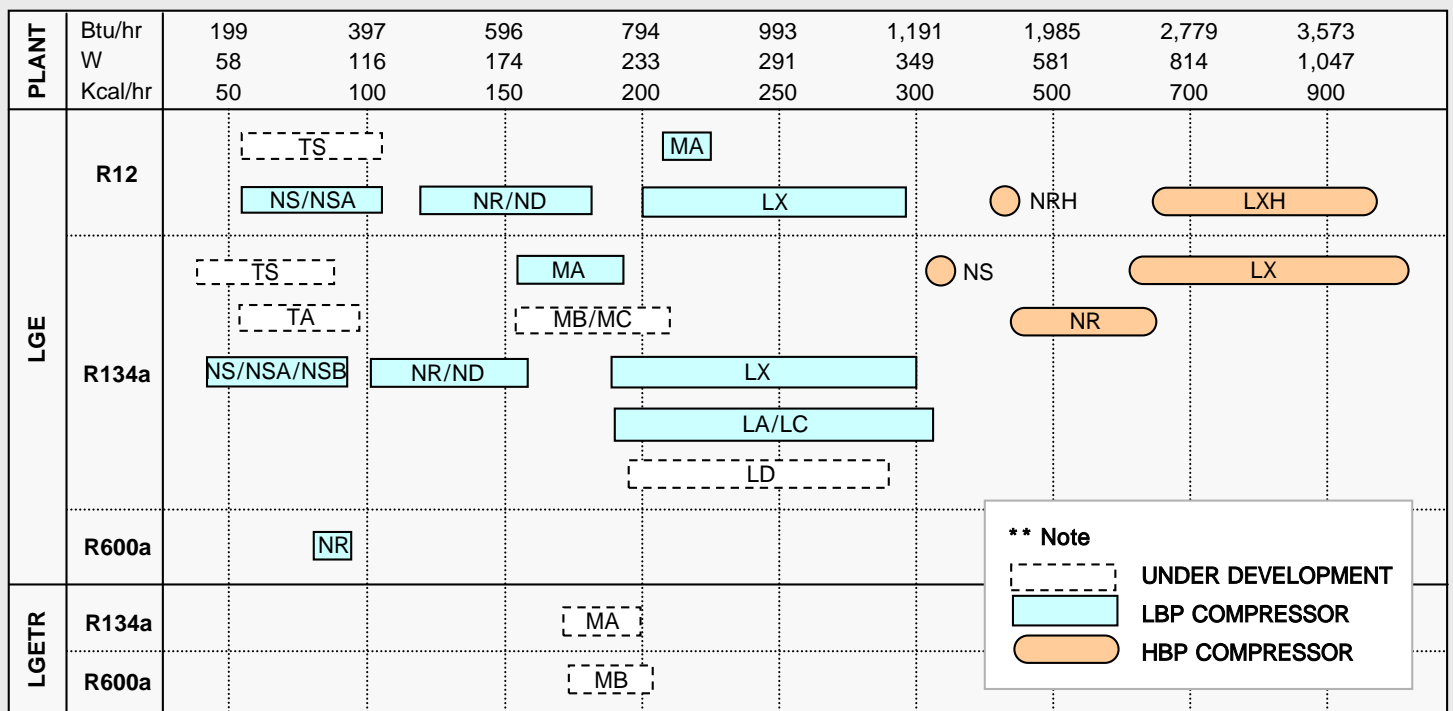 PLANT
Btu/hr 199 397 596 794 993 1,191 1,985 2,779 3,573
W 58 116 174 233 291 349 581 814 1,047
Kcal/hr 50 100 150 200 250 300 500 700 900
LGE
R12
TS MA
NS/NSA NR/ND LX NRH LXH
R134a
TS MA NS LX
TA MB/MC NR
NS/NSA/NSB NR/ND LX
LA/LC
LD
R600a NR
LGETR
R134a MA
R600a MB
** Note
UNDER DEVELOPMENT
LBP COMPRESSOR
HBP COMPRESSOR